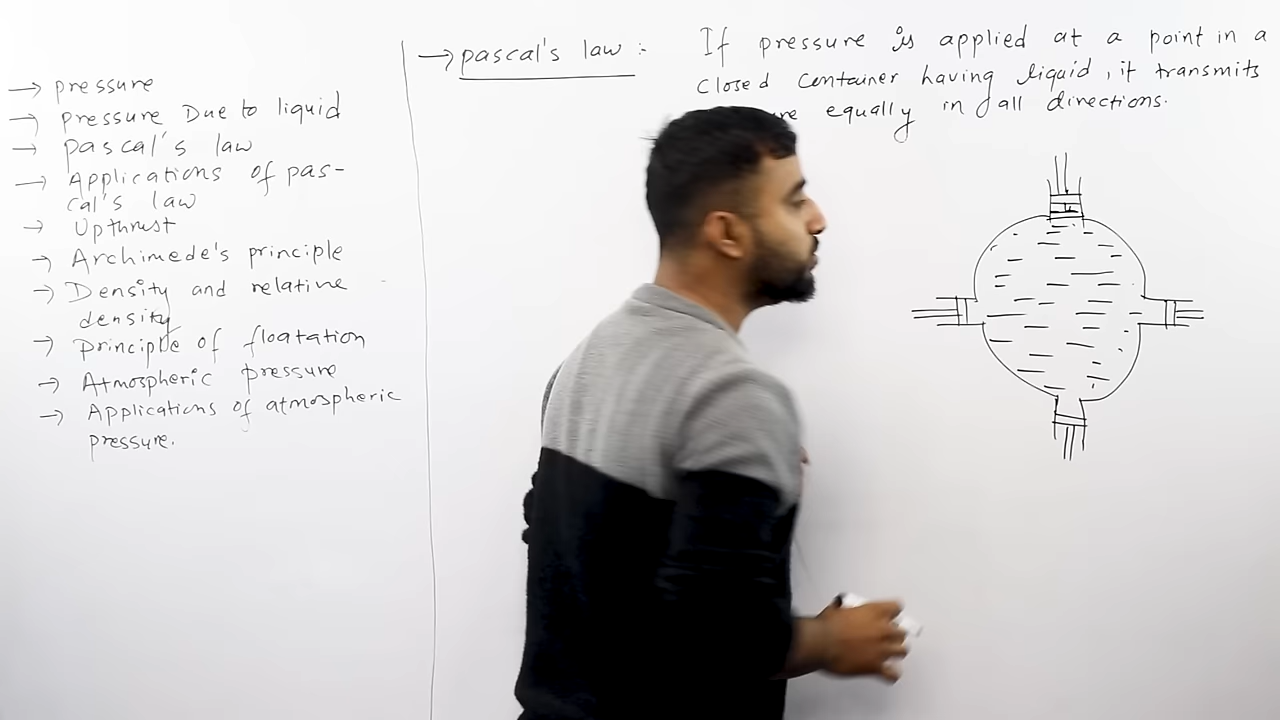 → pressure
→ pressure Due to liquid
→ pascal's law
→ Applications of pas-
cal's law
→ Upthrust
→ Archimede's principle
→ Density and relative
density
→ principle of floatation
→ Atmospheric pressure
→ Applications of atmospheric
pressure.
→ pascal's law :-
If pressure is applied at a point in a
closed container having liquid, it transmits
equally in all directions.